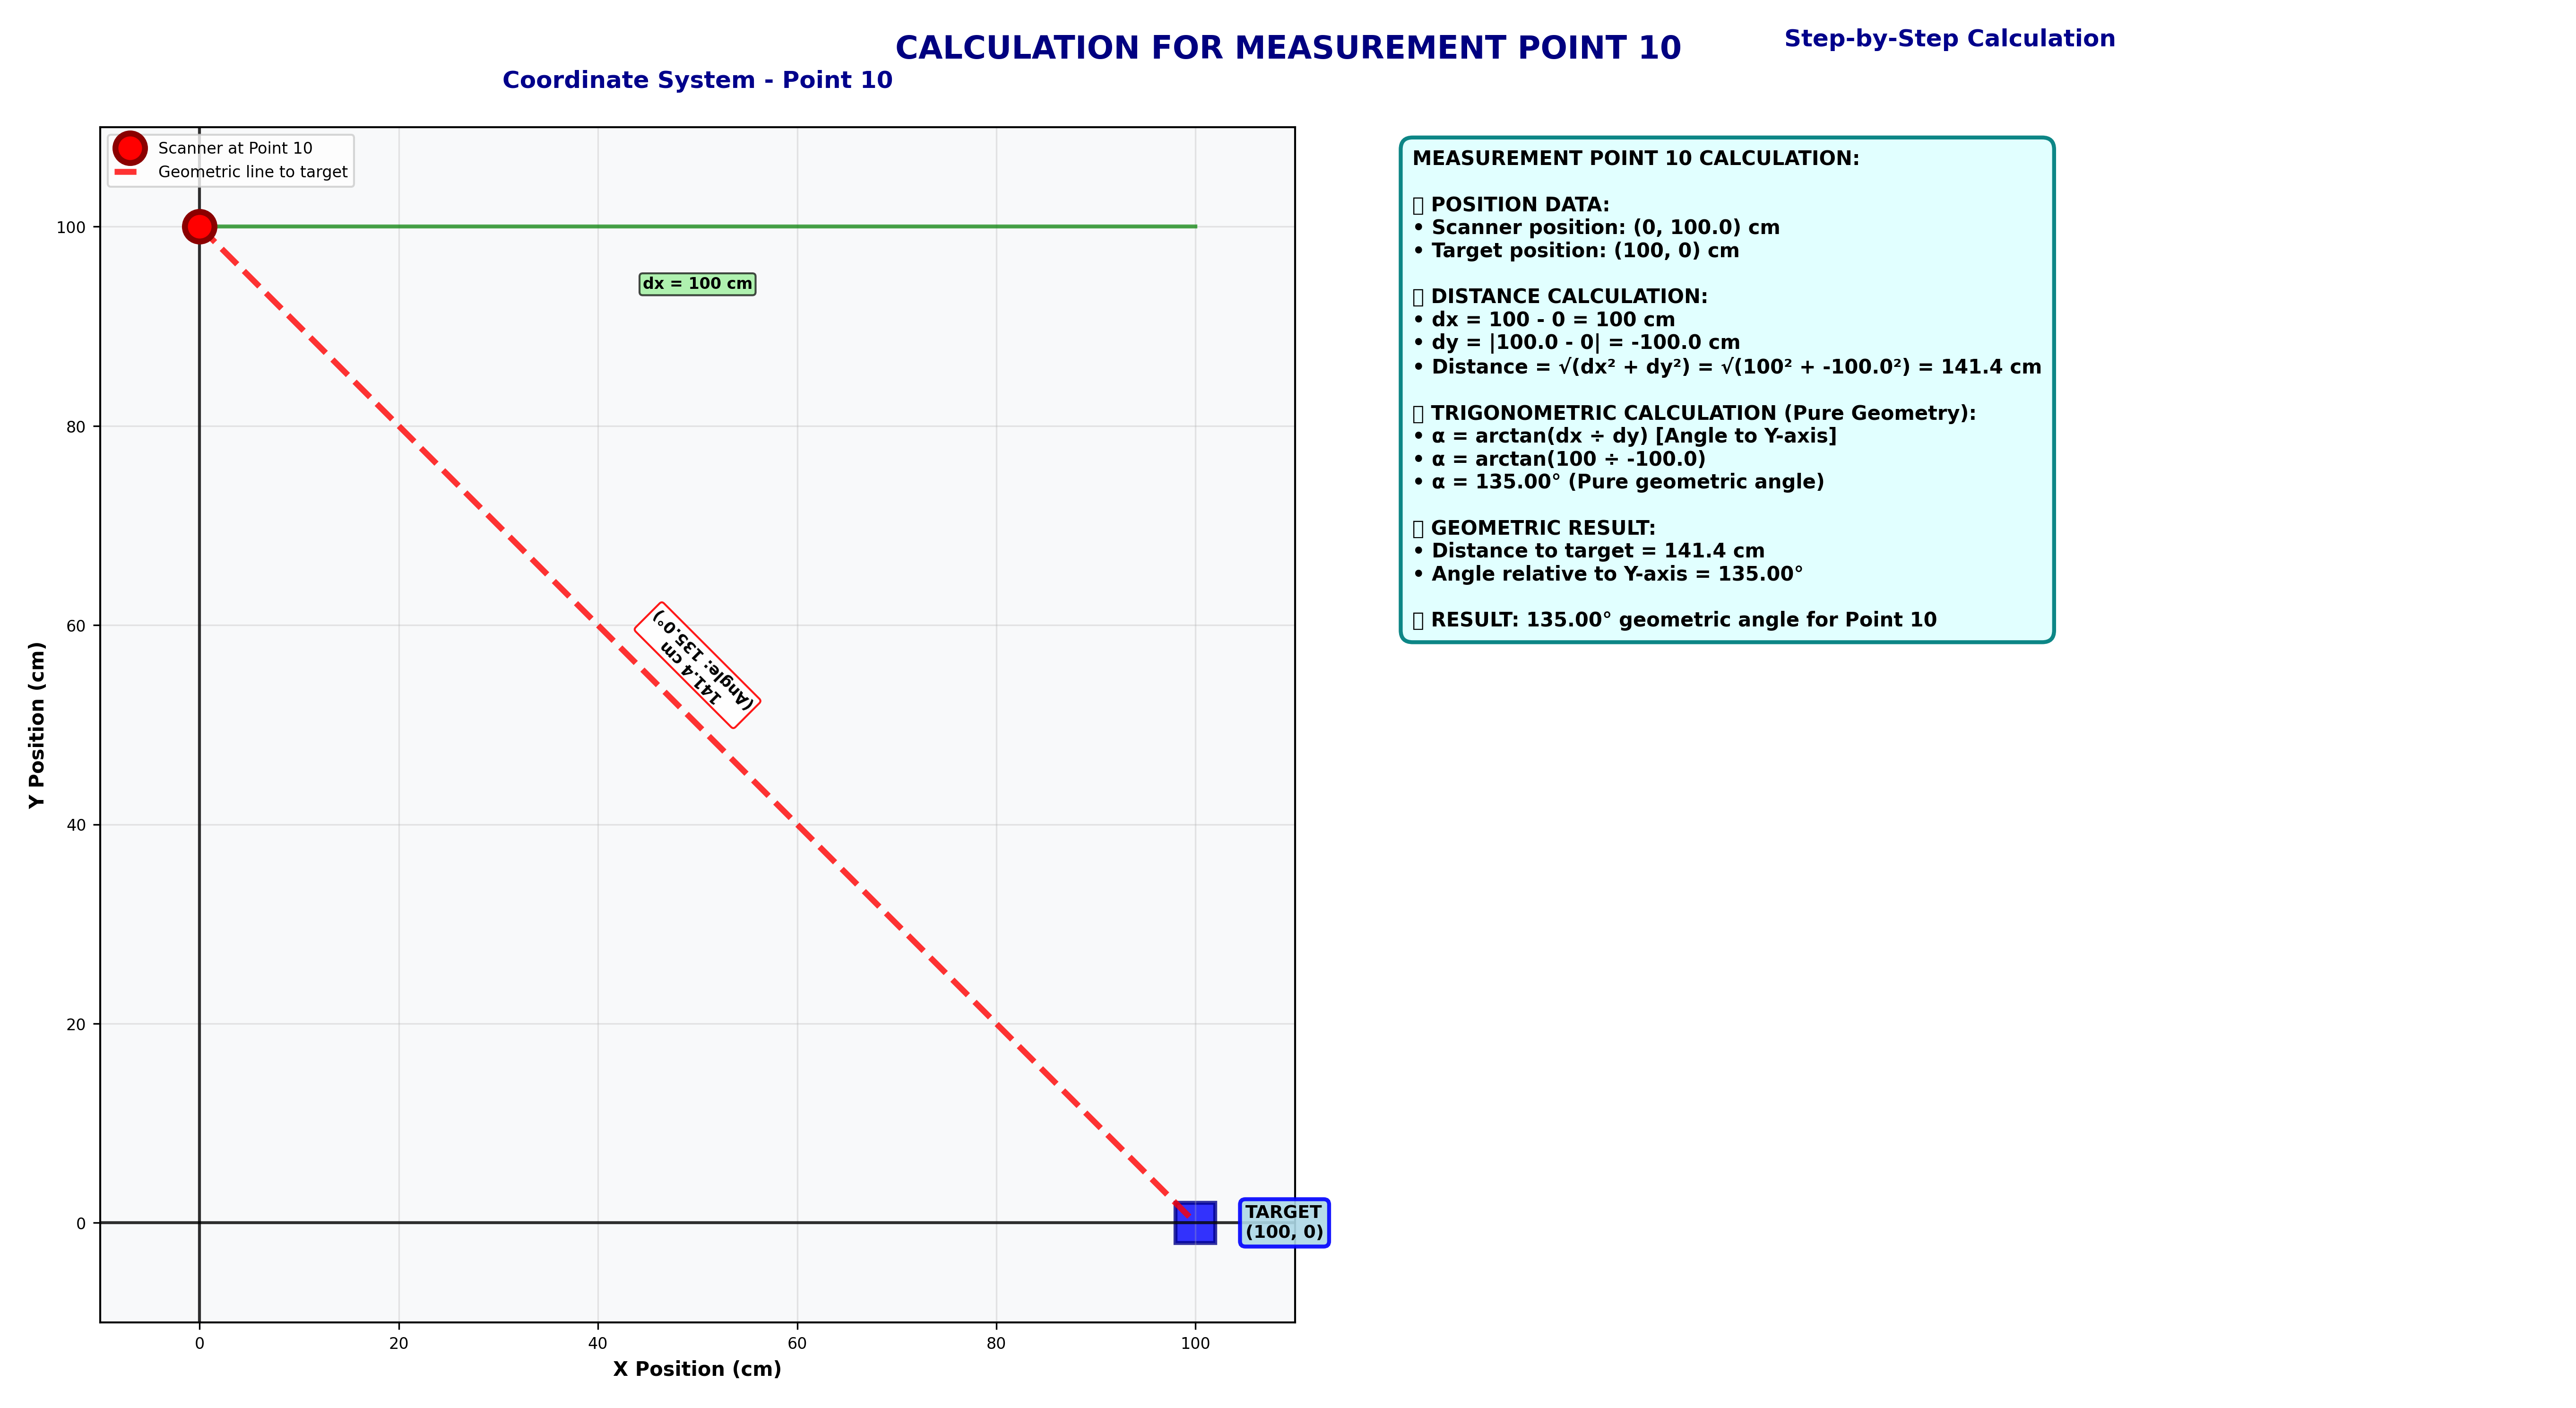 CALCULATION FOR MEASUREMENT POINT 10
Step-by-Step Calculation
Coordinate System - Point 10
Scanner at Point 10
Geometric line to target
100
80
60
40
20
0
Y Position (cm)
dx = 100 cm
141.4 cm
(Angle: 135.0°)
TARGET
(100, 0)
0
20
40
60
80
100
X Position (cm)
MEASUREMENT POINT 10 CALCULATION:
POSITION DATA:
• Scanner position: (0, 100.0) cm
• Target position: (100, 0) cm
DISTANCE CALCULATION:
• dx = 100 - 0 = 100 cm
• dy = |100.0 - 0| = -100.0 cm
• Distance = √(dx² + dy²) = √(100² + -100.0²) = 141.4 cm
TRIGONOMETRIC CALCULATION (Pure Geometry):
• α = arctan(dx ÷ dy) [Angle to Y-axis]
• α = arctan(100 ÷ -100.0)
• α = 135.00° (Pure geometric angle)
GEOMETRIC RESULT:
• Distance to target = 141.4 cm
• Angle relative to Y-axis = 135.00°
RESULT: 135.00° geometric angle for Point 10